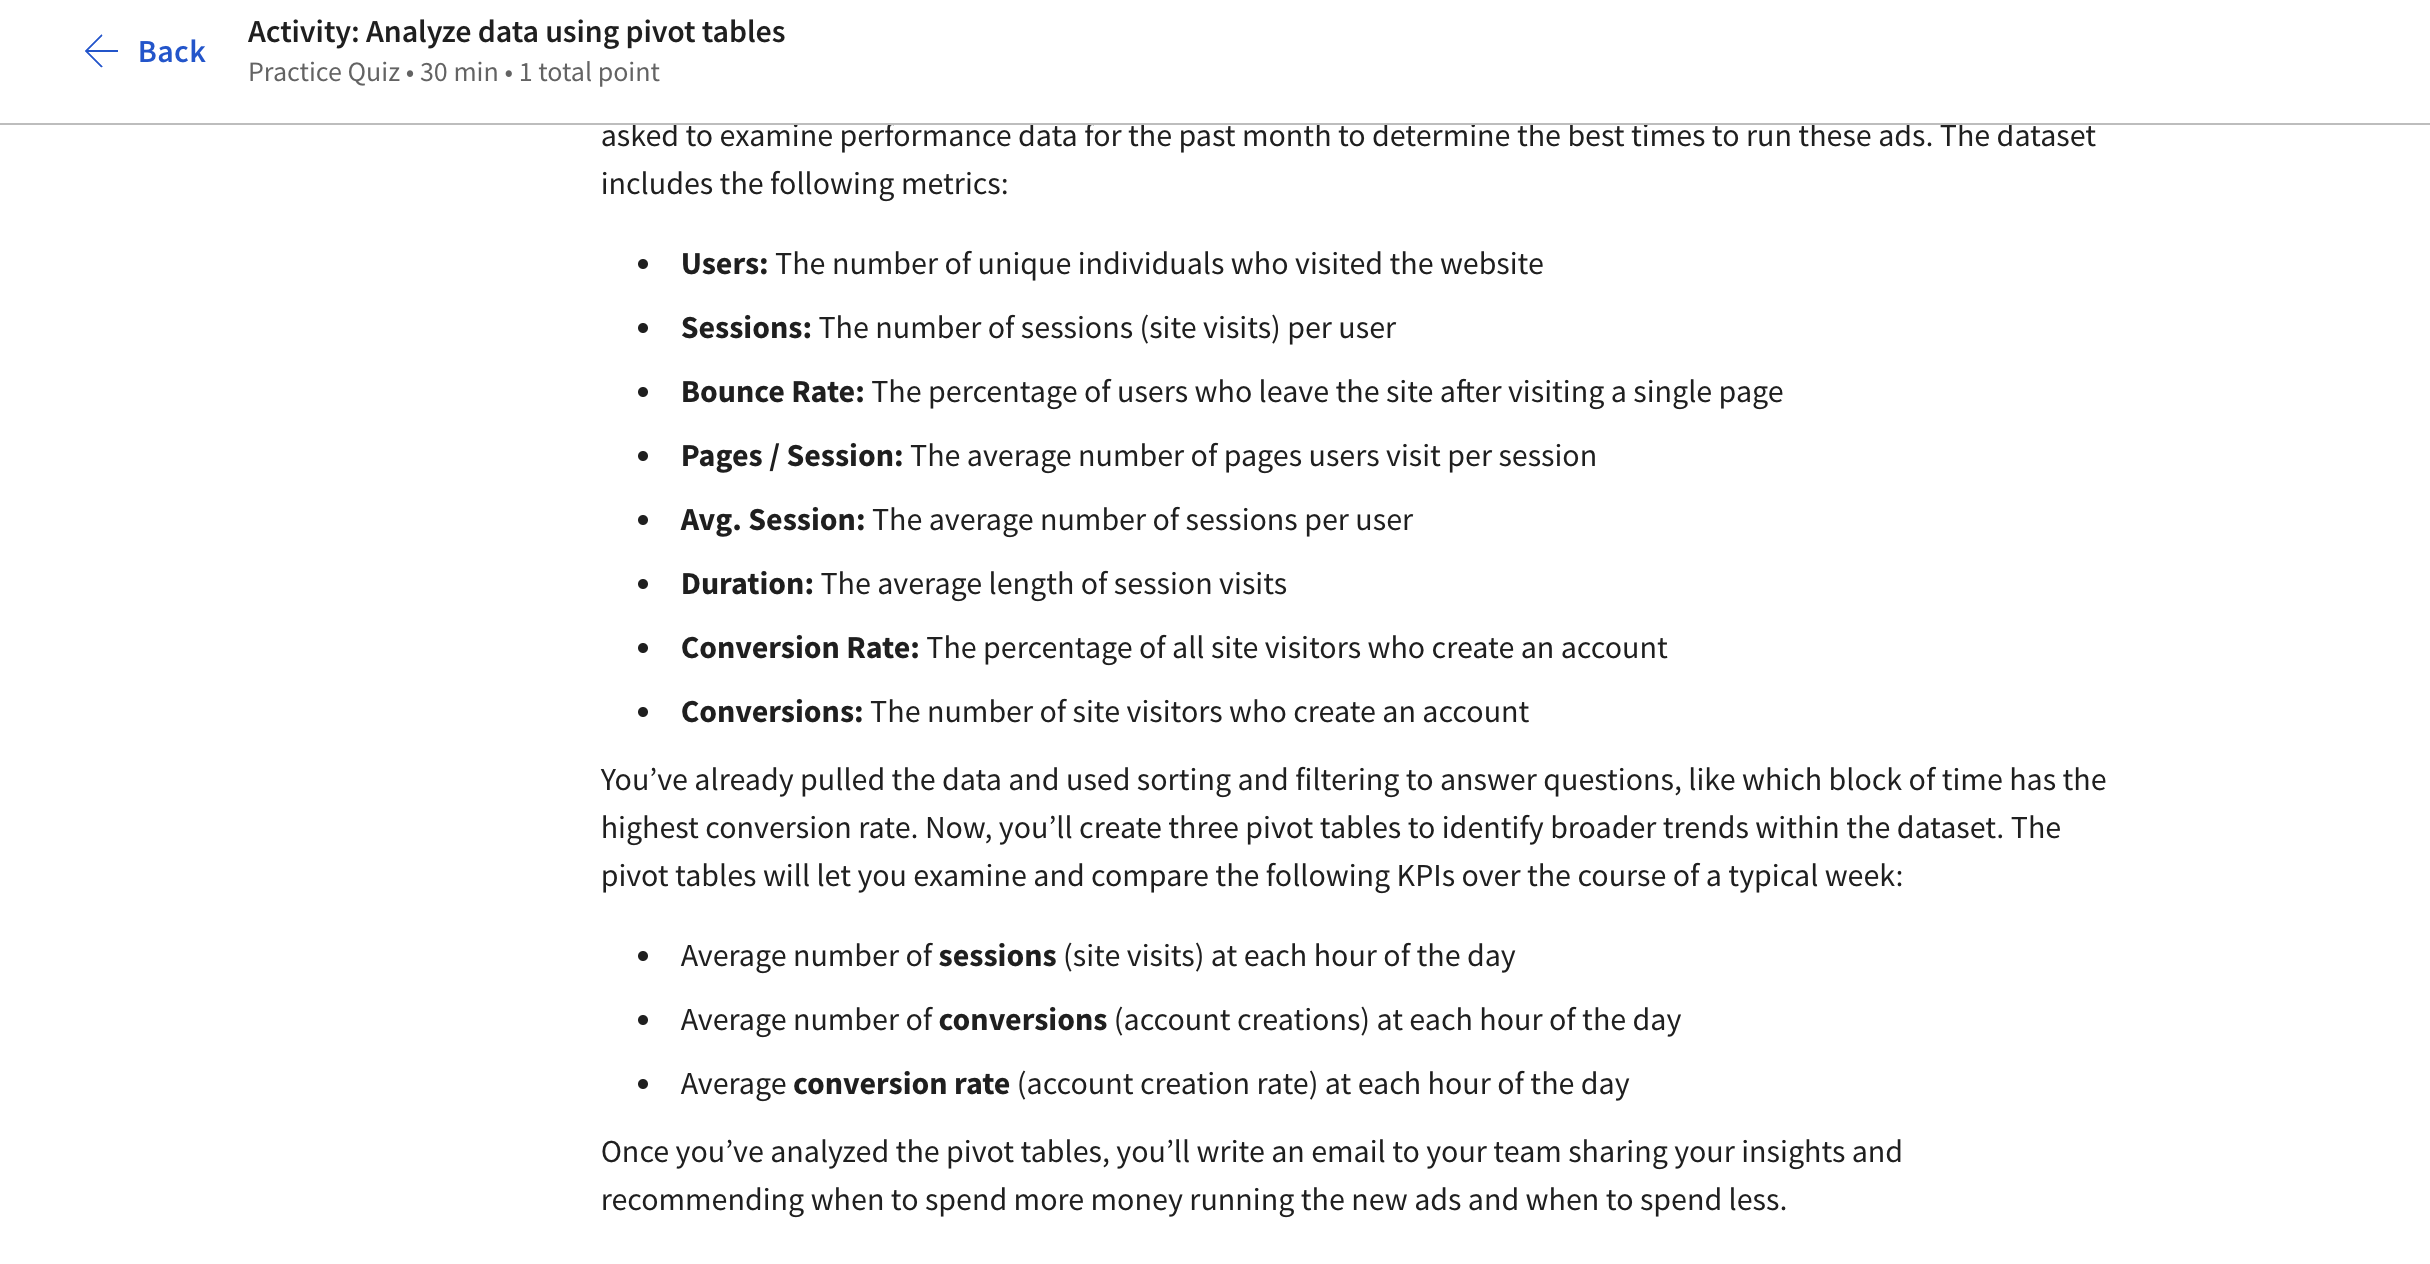 Back
Activity: Analyze data using pivot tables
Practice Quiz • 30 min • 1 total point
asked to examine performance data for the past month to determine the best times to run these ads. The dataset
includes the following metrics:
• Users: The number of unique individuals who visited the website
• Sessions: The number of sessions (site visits) per user
• Bounce Rate: The percentage of users who leave the site after visiting a single page
• Pages / Session: The average number of pages users visit per session
• Avg. Session: The average number of sessions per user
• Duration: The average length of session visits
• Conversion Rate: The percentage of all site visitors who create an account
• Conversions: The number of site visitors who create an account
You’ve already pulled the data and used sorting and filtering to answer questions, like which block of time has the
highest conversion rate. Now, you’ll create three pivot tables to identify broader trends within the dataset. The
pivot tables will let you examine and compare the following KPIs over the course of a typical week:
• Average number of sessions (site visits) at each hour of the day
• Average number of conversions (account creations) at each hour of the day
• Average conversion rate (account creation rate) at each hour of the day
Once you’ve analyzed the pivot tables, you’ll write an email to your team sharing your insights and
recommending when to spend more money running the new ads and when to spend less.